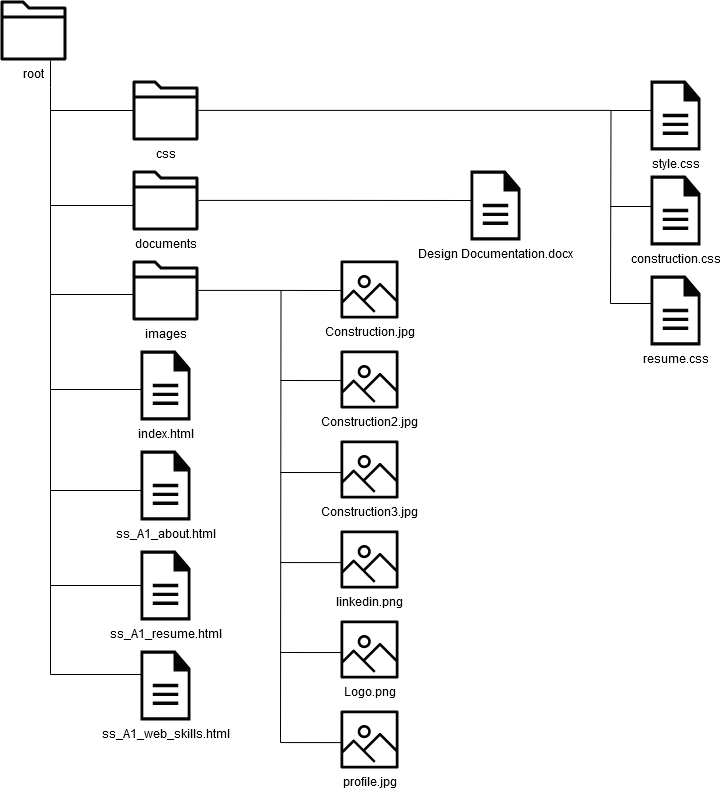 root
css
style.css
construction.css
resume.css
documents
Design Documentation.docx
images
Construction.jpg
Construction2.jpg
Construction3.jpg
linkedin.png
Logo.png
profile.jpg
index.html
ss_A1_about.html
ss_A1_resume.html
ss_A1_web_skills.html